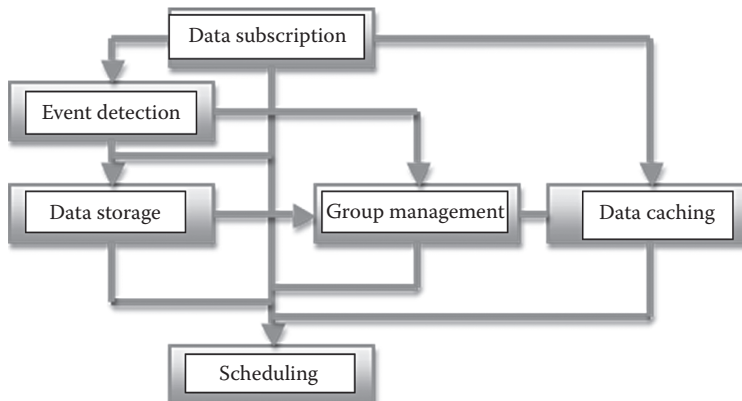 Data subscription
Event detection
Data storage
Group management
Data caching
Scheduling